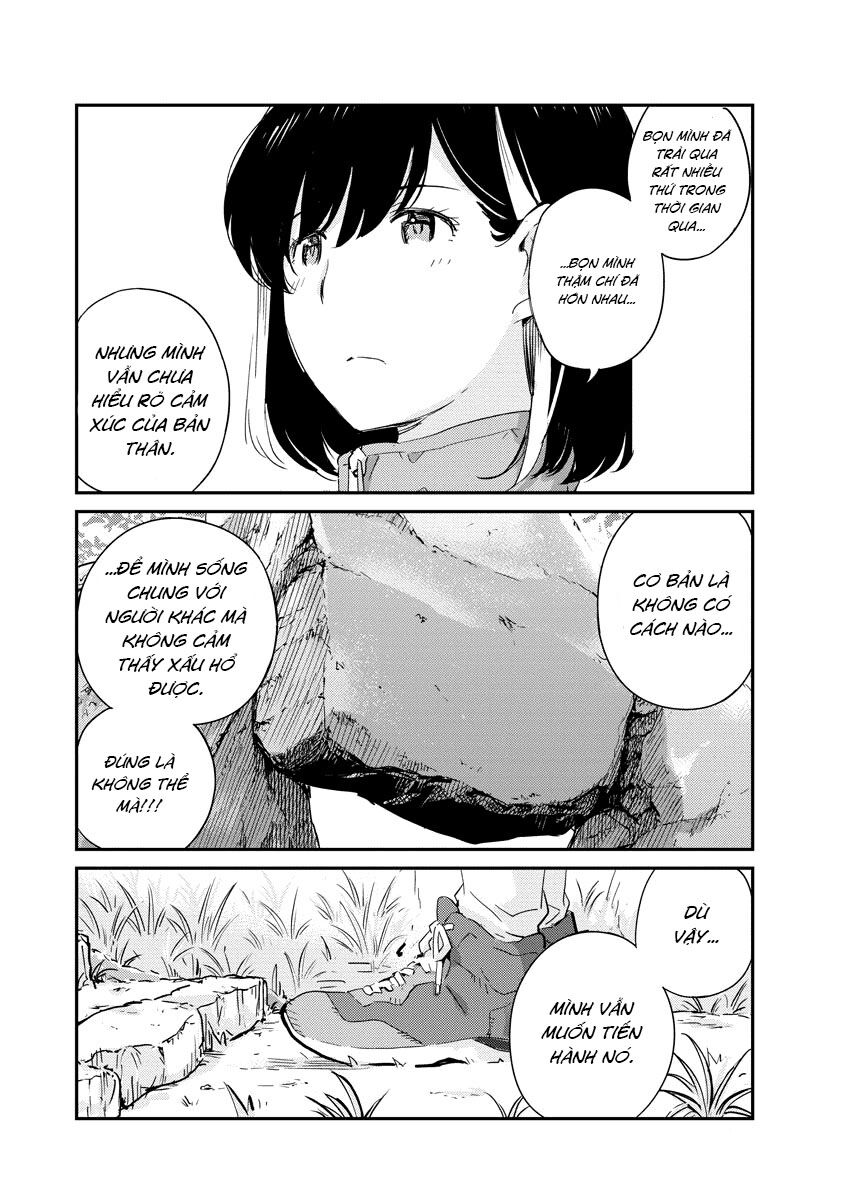 BỌN MÌNH ĐÃ
TRẢI QUA
RẤT NHIỀU
THỨ TRONG
THỜI GIAN
QUA...
...BỌN MÌNH
THẬM CHÍ ĐÃ
HÔN NHAU...
NHƯNG MÌNH
VẪN CHƯA
HIỂU RÕ CẢM
XÚC CỦA BẢN
THÂN.
CƠ BẢN LÀ
KHÔNG CÓ
CÁCH NÀO...
...ĐỂ MÌNH SỐNG
CHUNG VỚI
NGƯỜI KHÁC MÀ
KHÔNG CẢM
THẤY XẤU HỔ
ĐƯỢC.
ĐÚNG LÀ
KHÔNG THỂ
MÀ!!!
DÙ
VẬY...
MÌNH VẪN
MUỐN TIẾN
HÀNH NÓ.